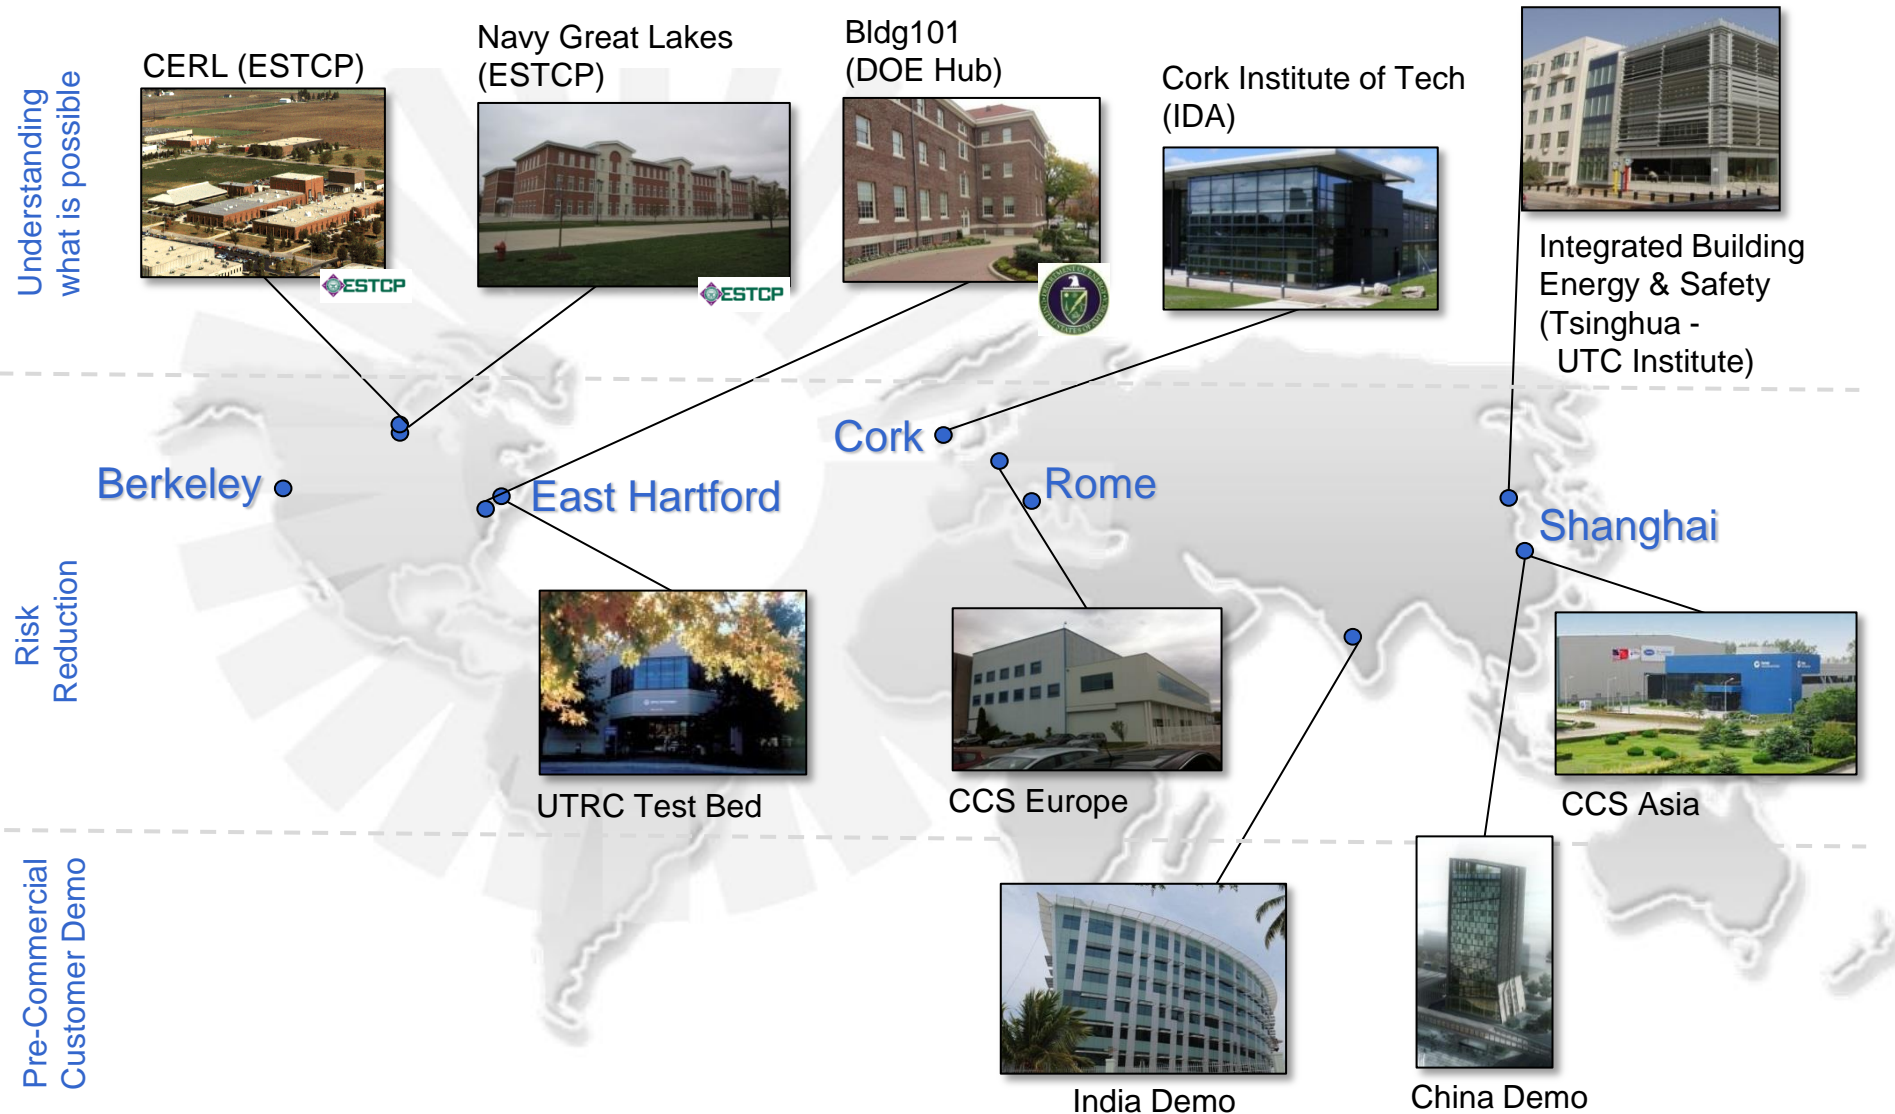 Understanding
what is possible
CERL (ESTCP)
ESTCP
Navy Great Lakes
(ESTCP)
ESTCP
Bldg101
(DOE Hub)
Cork Institute of Tech
(IDA)
Integrated Building
Energy & Safety
(Tsinghua -
UTC Institute)
Risk
Reduction
Berkeley
East Hartford
Cork
Rome
Shanghai
UTRC Test Bed
CCS Europe
CCS Asia
Pre-Commercial
Customer Demo
India Demo
China Demo